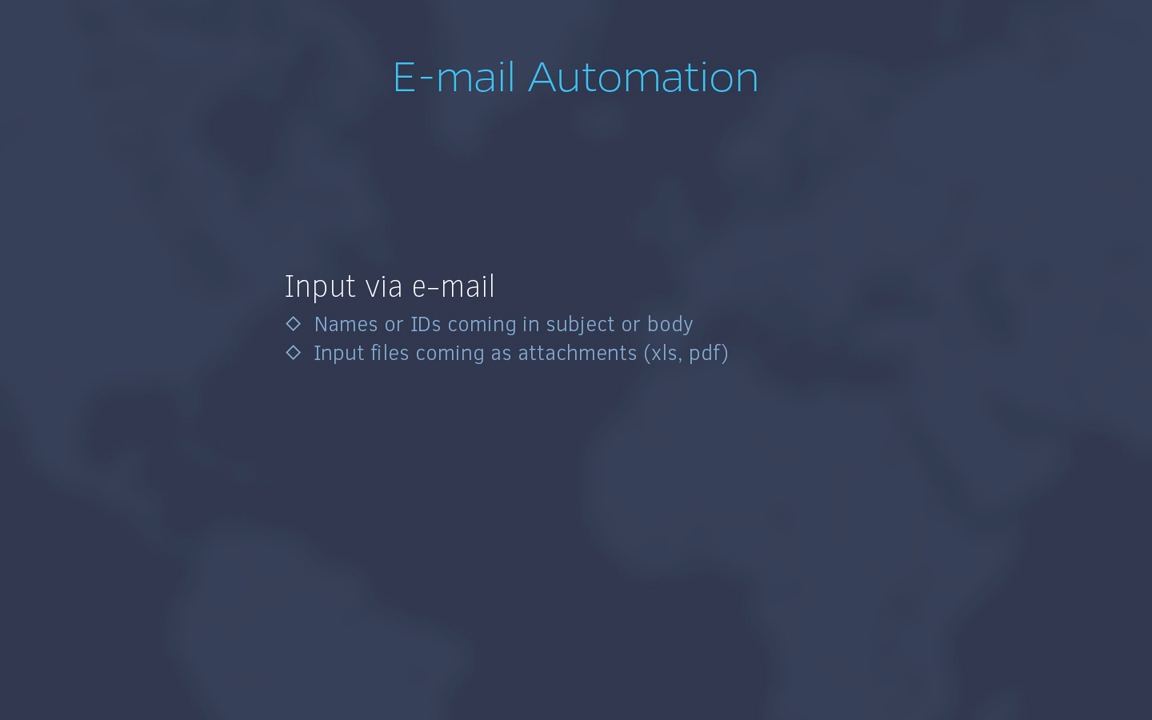 E-mail Automation
Input via e-mail
◇ Names or IDs coming in subject or body
◇ Input files coming as attachments (xls, pdf)